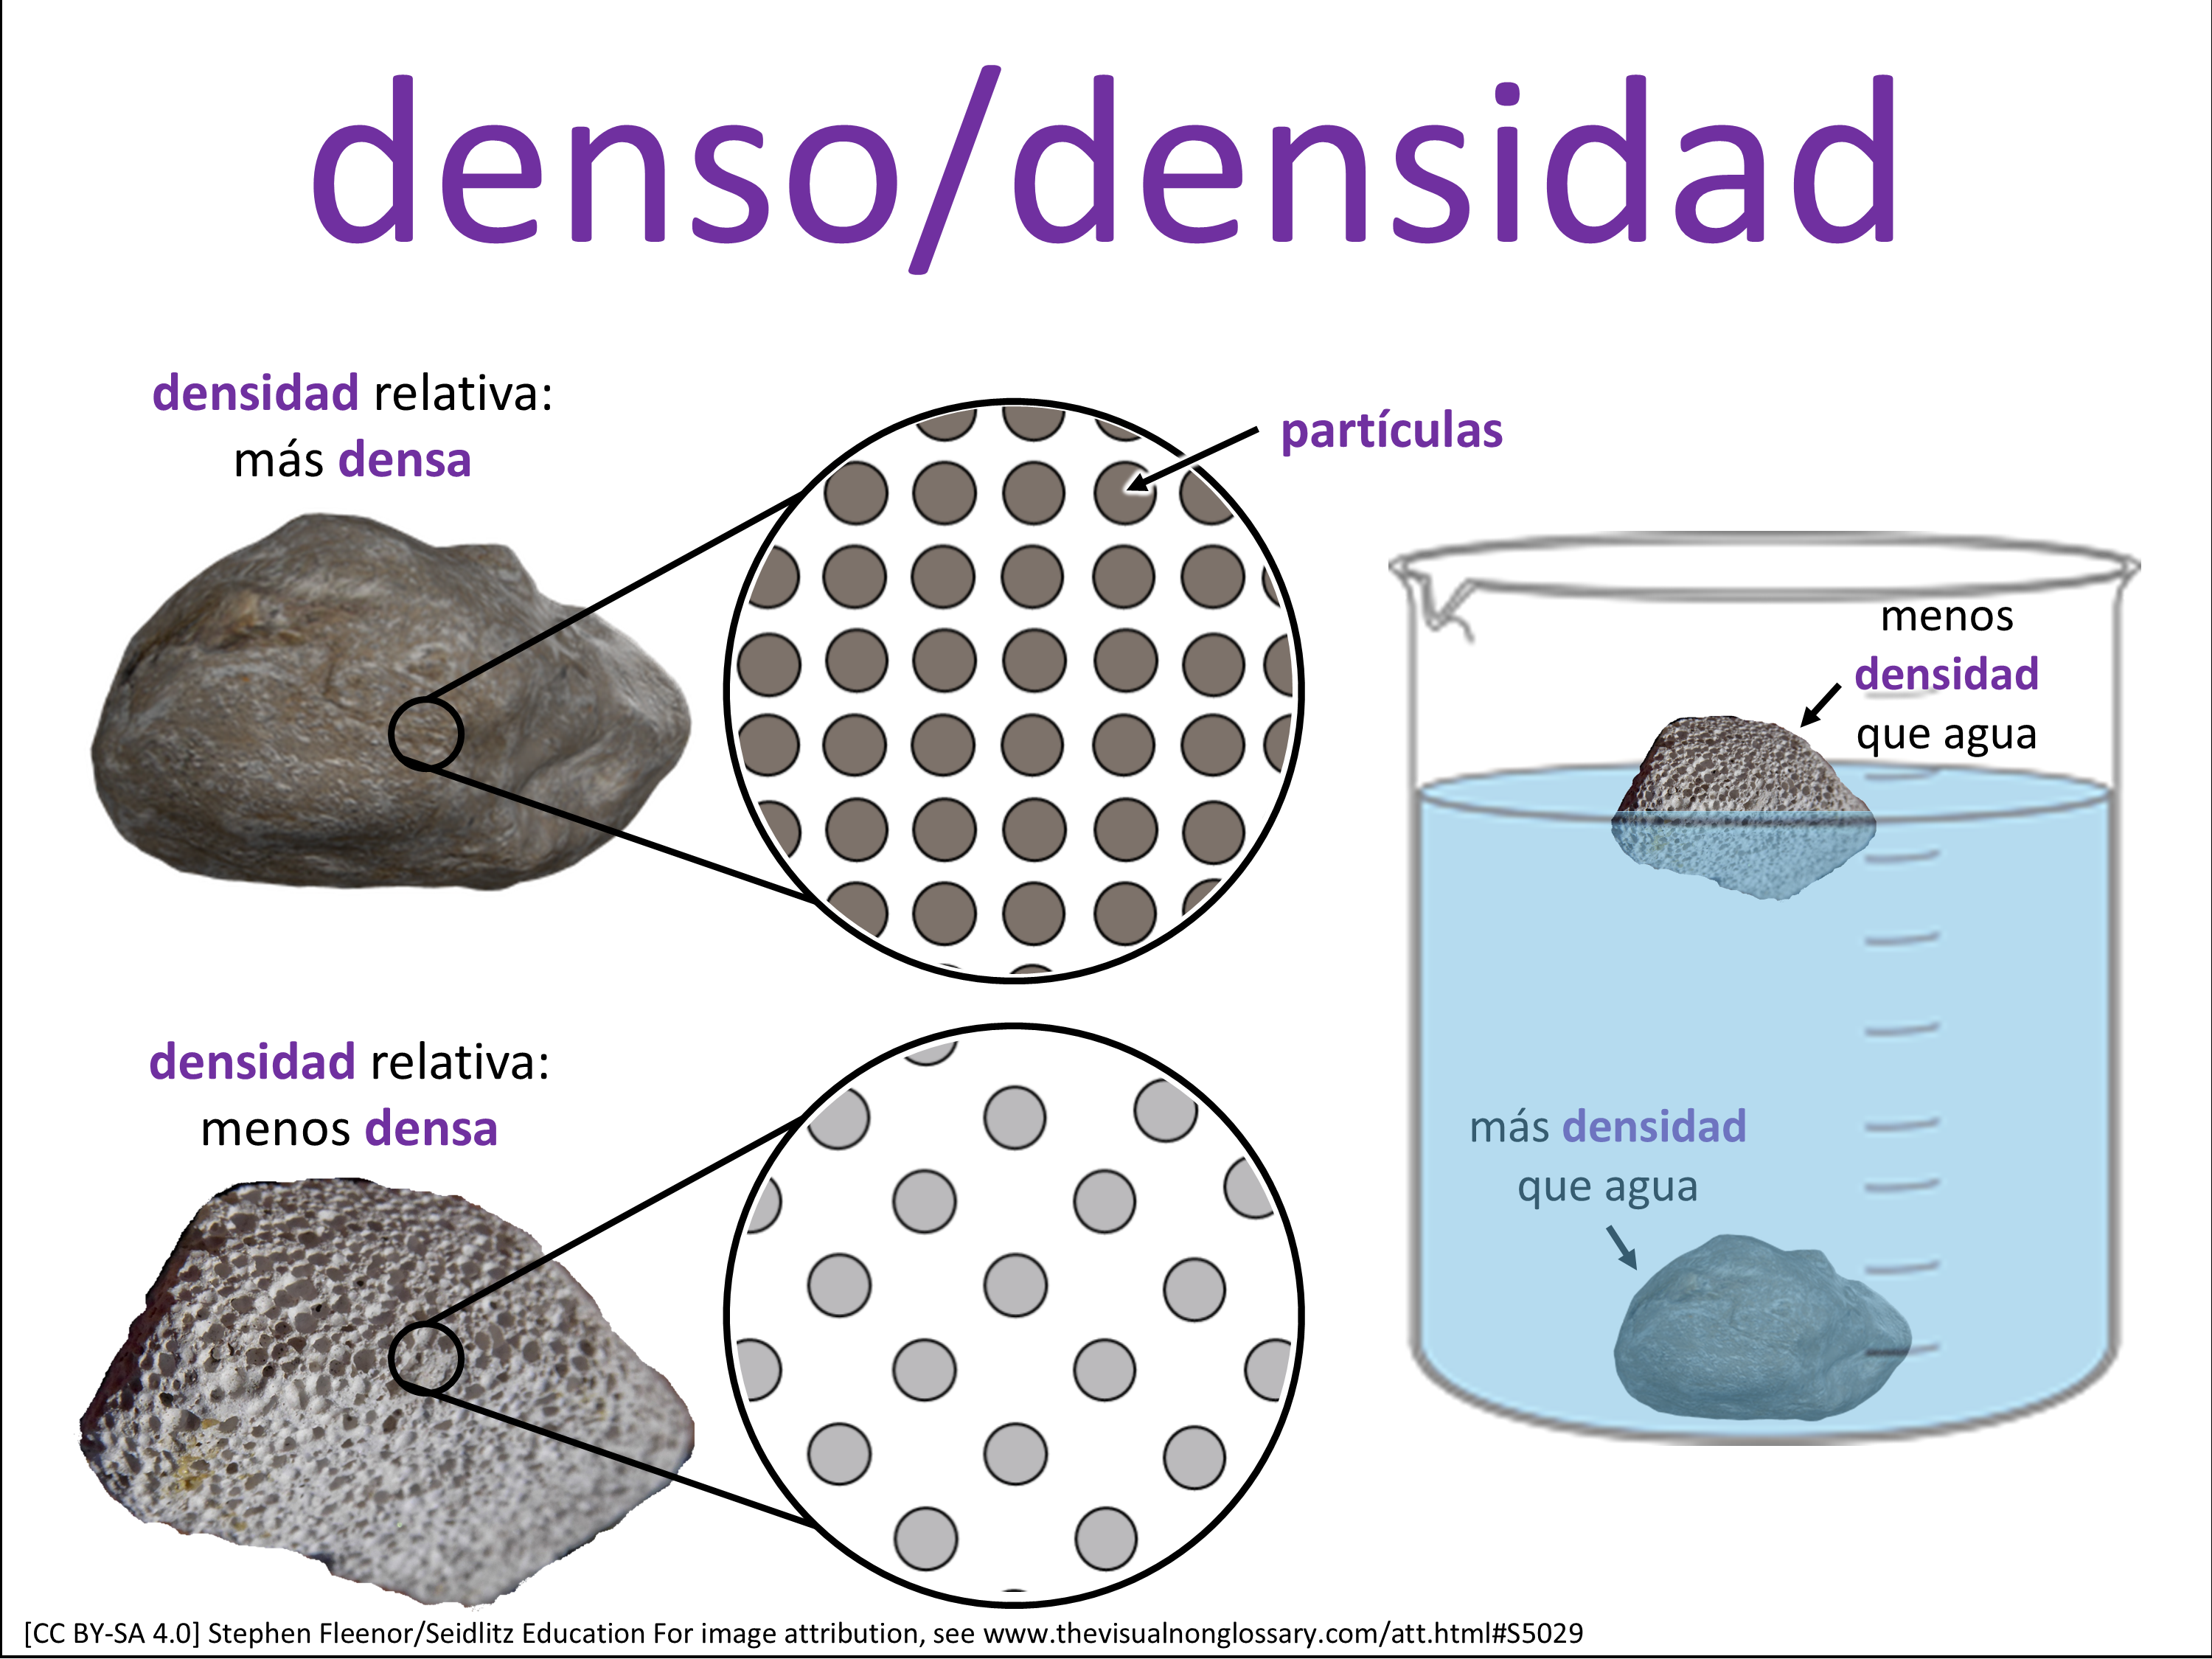 denso/densidad
densidad relativa:
más densa
partículas
menos
densidad
que agua
densidad relativa:
menos densa
más densidad
que agua
[CC BY-SA 4.0] Stephen Fleenor/Seidlitz Education For image attribution, see www.thevisualnonglossary.com/att.html#S5029